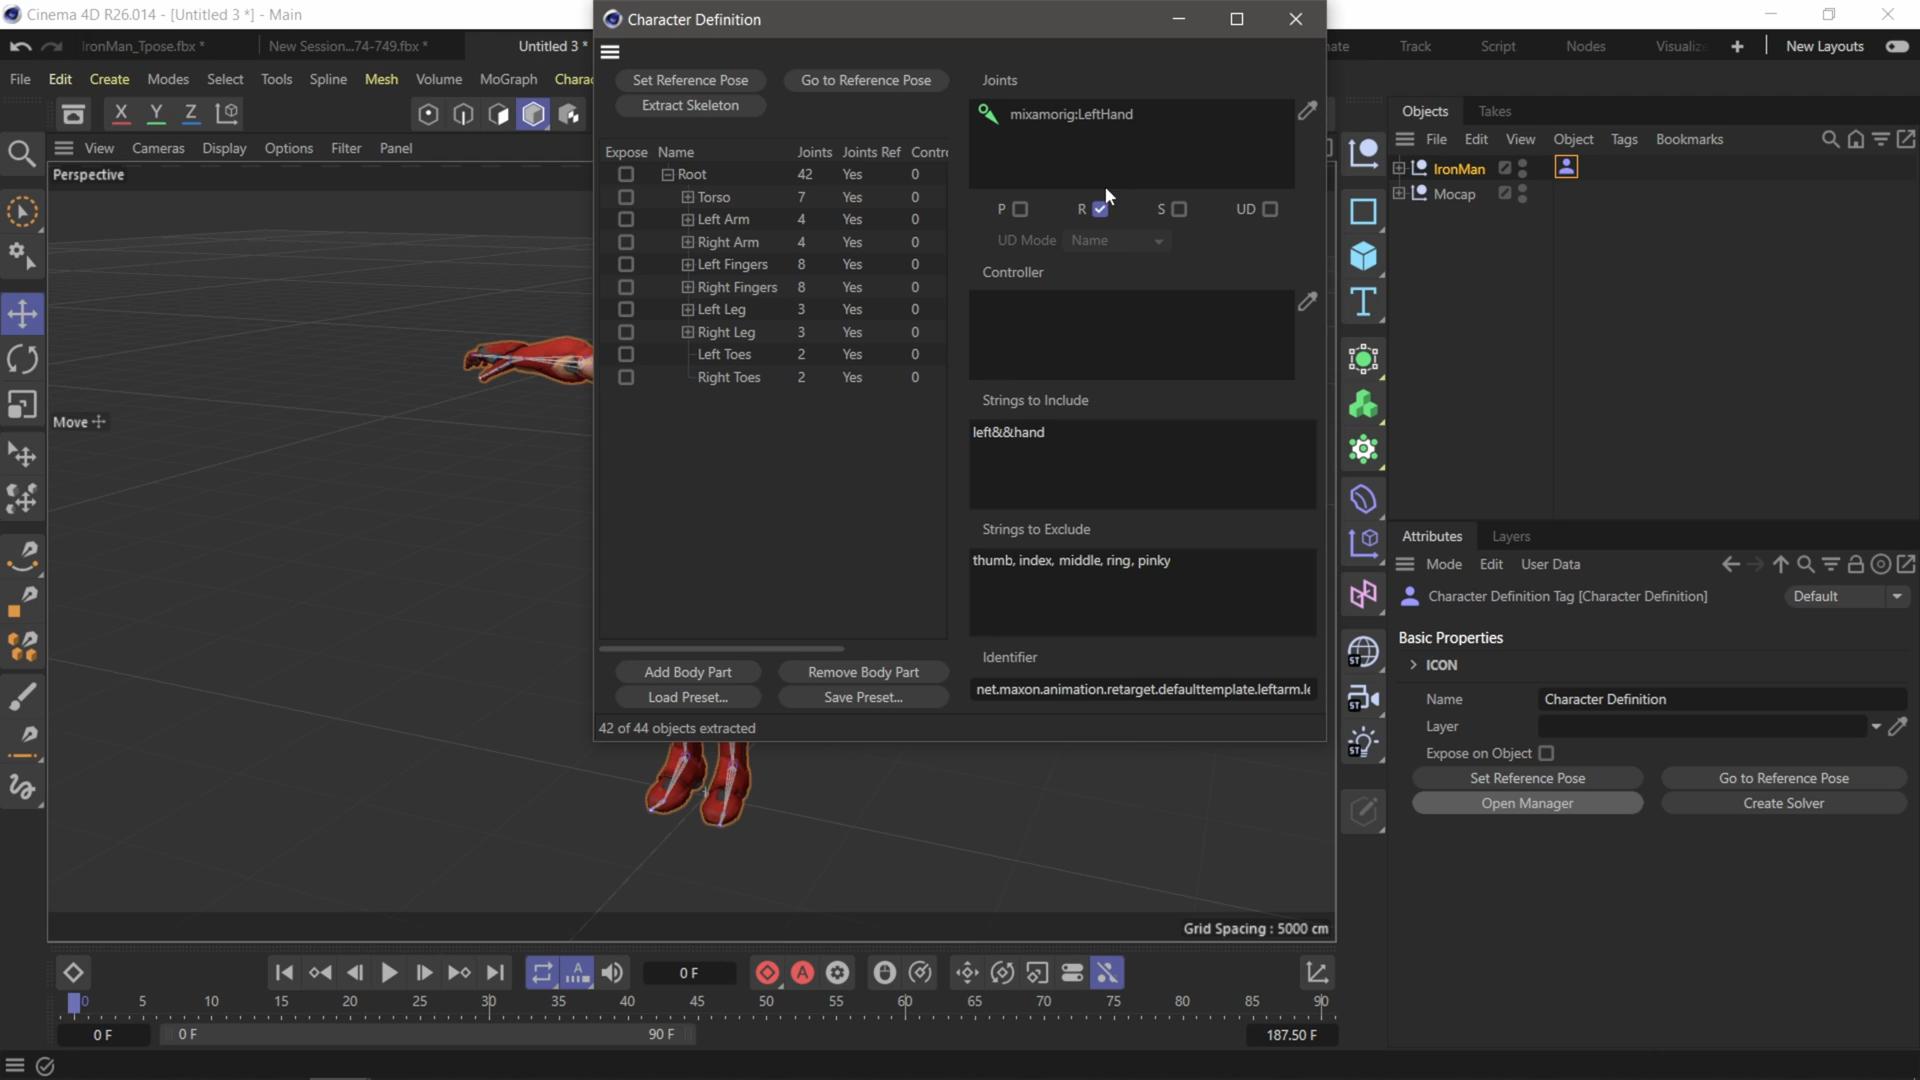 Cinema 4D R26.014 - [Untitled 3 *] - Main
Character Definition
IronMan_Tpose.fbx *
New Session...74-749.fbx *
Untitled 3 *
Track
Script
Nodes
New Layouts
File Edit Create Modes Select Tools Spline Mesh Volume MoGraph
X Y Z
View Cameras Display Options Filter Panel
Perspective
Move
Grid Spacing : 5000 cm
Set Reference Pose
Go to Reference Pose
Extract Skeleton
Expose Name Joints Joints Ref
Root 42 Yes 0
Torso 7 Yes 0
Left Arm 4 Yes 0
Right Arm 4 Yes 0
Left Fingers 8 Yes 0
Right Fingers 8 Yes 0
Left Leg 3 Yes 0
Right Leg 3 Yes 0
Left Toes 2 Yes 0
Right Toes 2 Yes 0
Add Body Part
Remove Body Part
Load Preset...
Save Preset...
42 of 44 objects extracted
Joints
mixamorig:LeftHand
P R S UD
UD Mode Name
Controller
Strings to Include
left&&hand
Strings to Exclude
thumb, index, middle, ring, pinky
Identifier
net.maxon.animation.retarget.defaulttemplate.leftarm.le
T
ST
ST
ST
Objects Takes
File Edit View Object Tags Bookmarks
IronMan
Mocap
Attributes Layers
Mode Edit User Data
Character Definition Tag [Character Definition]
Default
Basic Properties
ICON
Name Character Definition
Layer
Expose on Object
Set Reference Pose
Go to Reference Pose
Open Manager
Create Solver
0 F
A
A
0 5 10 15 20 25 30 35 40 45 50 55 60 65 70 75 80 85 90
0 F
0 F
90 F
187.50 F